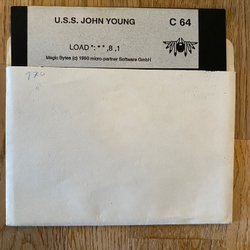 U.S.S. JOHN YOUNG C 64
LOAD ":**,8,1
Magic Bytes (c) 1990 micro-partner Software GmbH